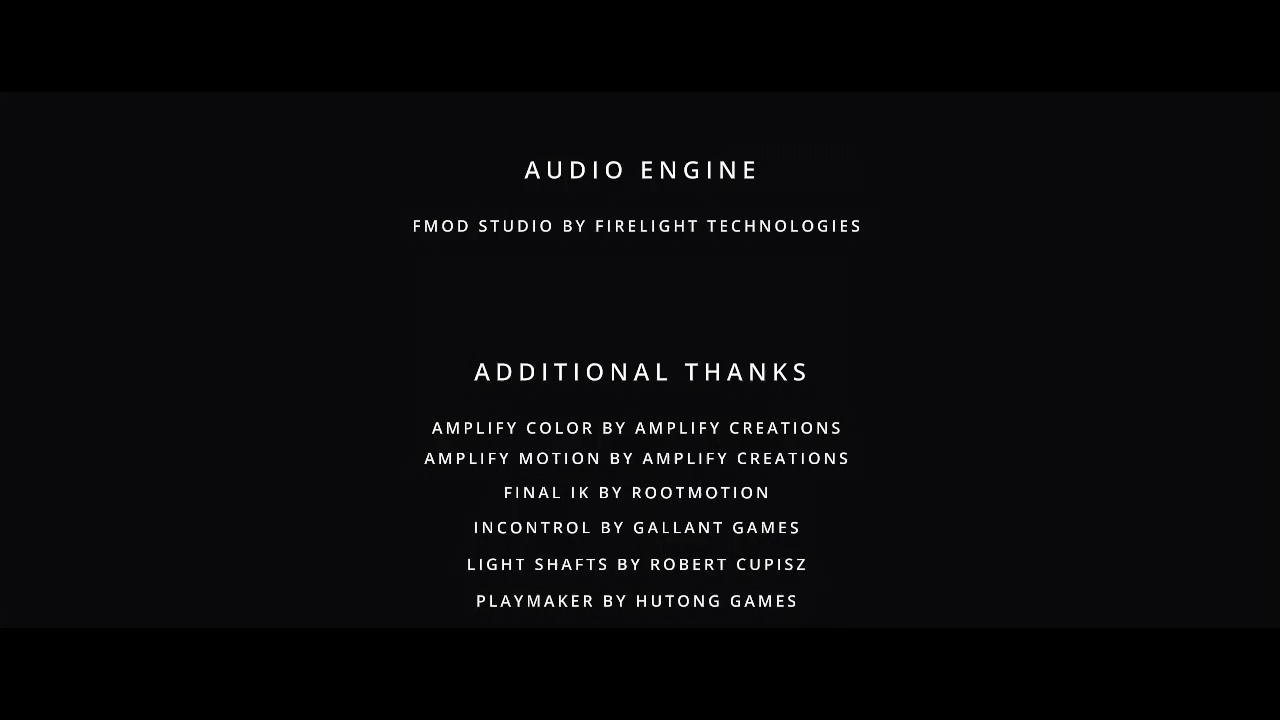 AUDIO ENGINE
FMOD STUDIO BY FIRELIGHT TECHNOLOGIES
ADDITIONAL THANKS
AMPLIFY COLOR BY AMPLIFY CREATIONS
AMPLIFY MOTION BY AMPLIFY CREATIONS
FINAL IK BY ROOTMOTION
INCONTROL BY GALLANT GAMES
LIGHT SHAFTS BY ROBERT CUPISZ
PLAYMAKER BY HUTONG GAMES